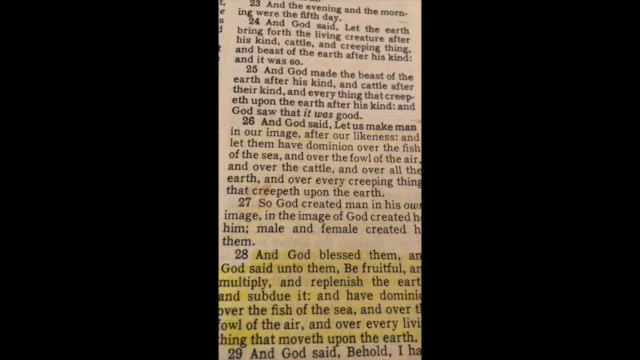 23 And the evening and the morn-
ing were the fifth day.
24 And God said, Let the earth
bring forth the living creature after
his kind, cattle, and creeping thing,
and beast of the earth after his kind:
and it was so.
25 And God made the beast of the
earth after his kind, and cattle after
their kind, and every thing that creep-
eth upon the earth after his kind: and
God saw that it was good.
26 And God said, Let us make man
in our image, after our likeness: and
let them have dominion over the fish
of the sea, and over the fowl of the air,
and over the cattle, and over all the
earth, and over every creeping thing
that creepeth upon the earth.
27 So God created man in his own
image, in the image of God created he
him; male and female created h
them.
28 And God blessed them, an
God said unto them, Be fruitful, an
multiply, and replenish the eart
and subdue it: and have dominio
over the fish of the sea, and over t
fowl of the air, and over every livi
thing that moveth upon the earth.
29 And God said, Behold, I ha